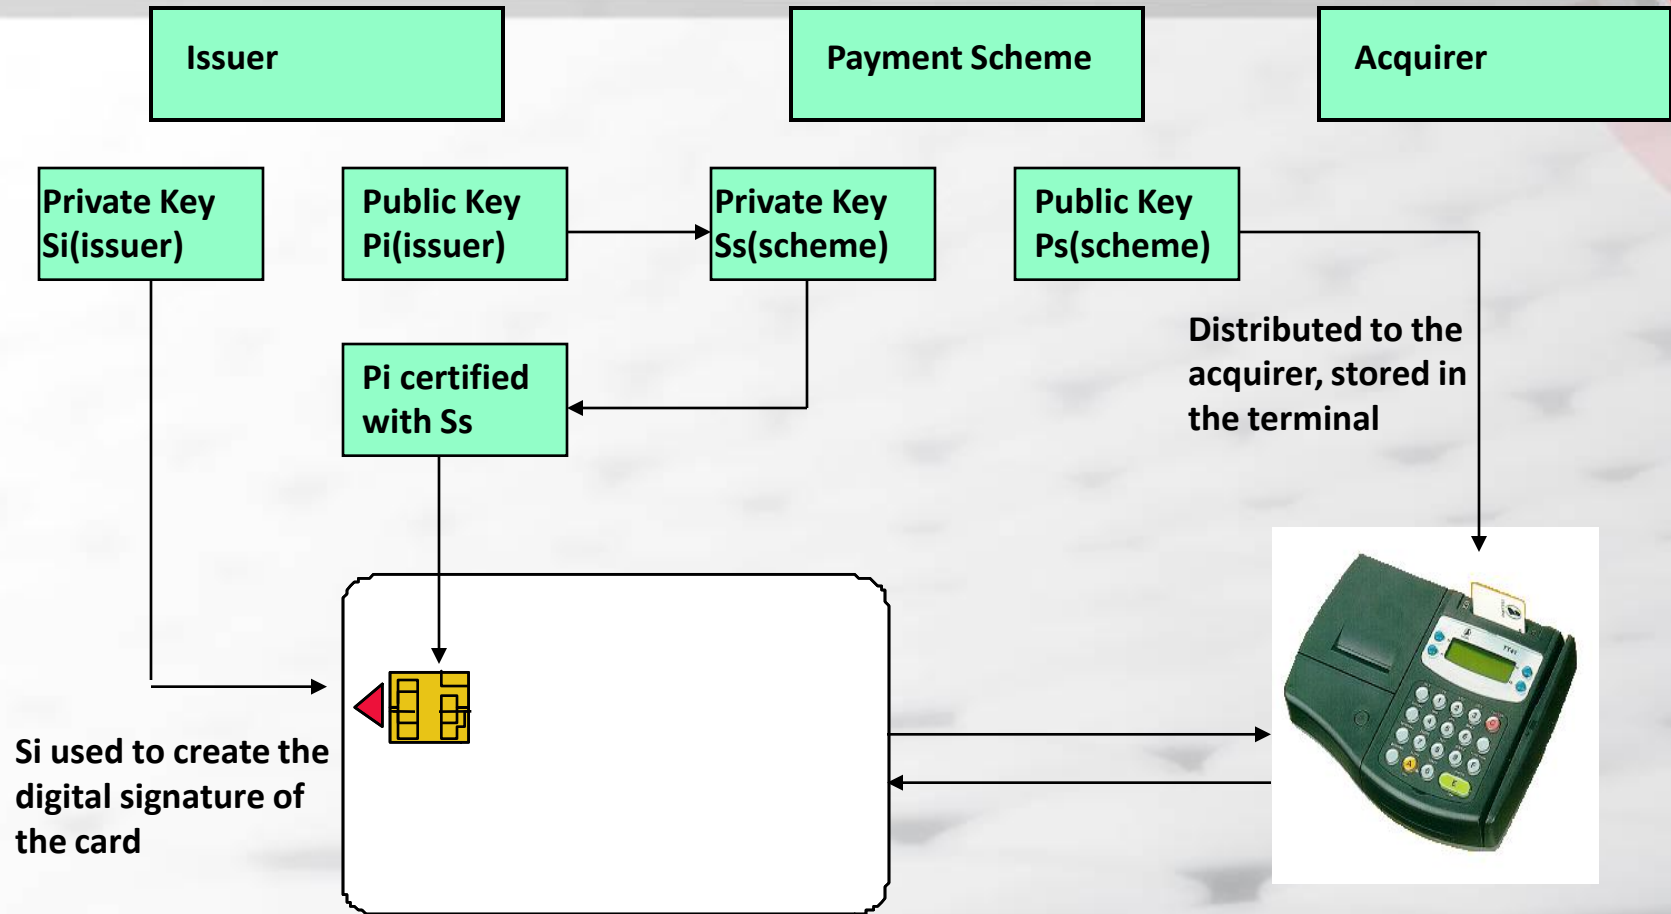 Issuer
Payment Scheme
Acquirer
Private Key
Si(issuer)
Public Key
Pi(issuer)
Private Key
Ss(scheme)
Public Key
Ps(scheme)
Pi certified
with Ss
Distributed to the
acquirer, stored in
the terminal
Si used to create the
digital signature of
the card